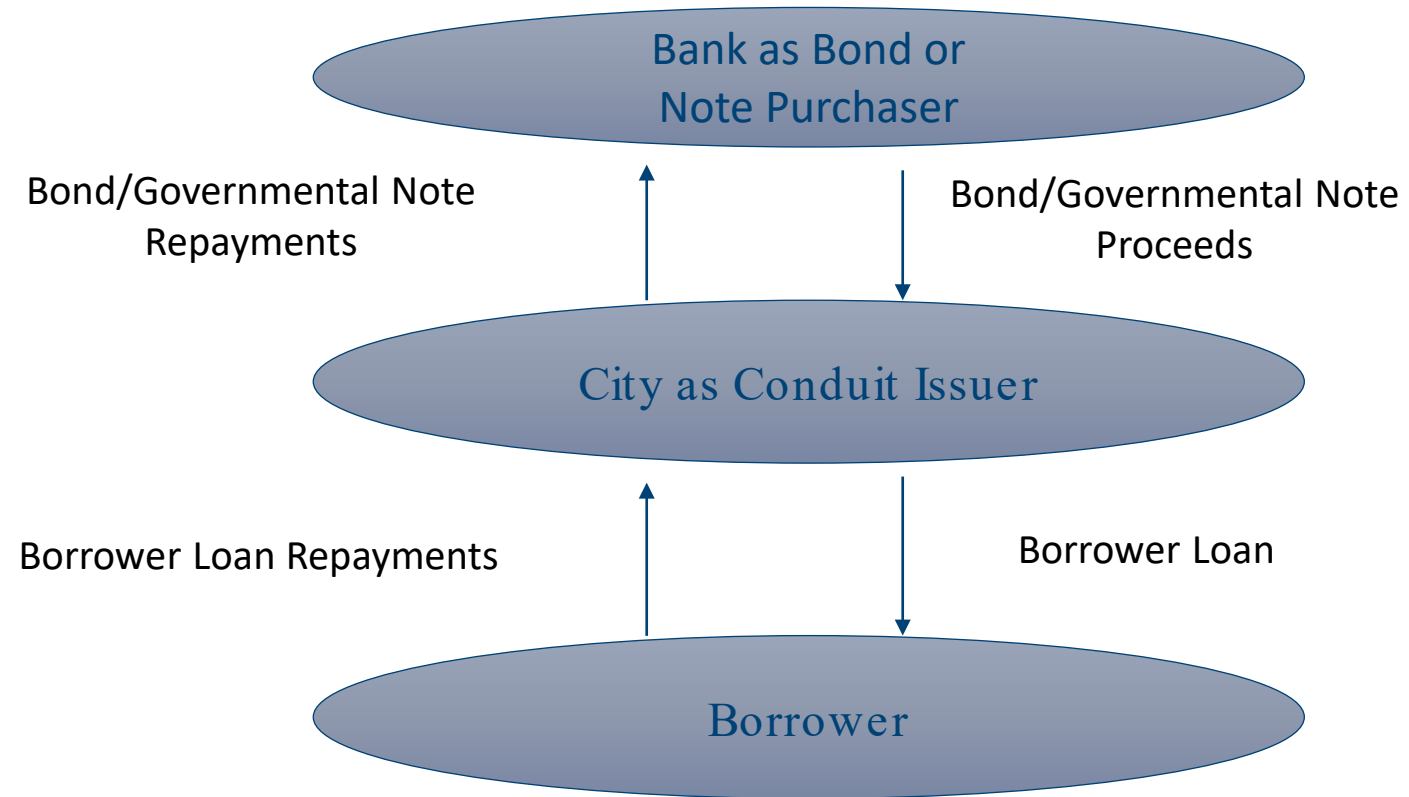 Bank as Bond or
Note Purchaser
Bond/Governmental Note
Repayments
Bond/Governmental Note
Proceeds
City as Conduit Issuer
Borrower Loan Repayments
Borrower Loan
Borrower